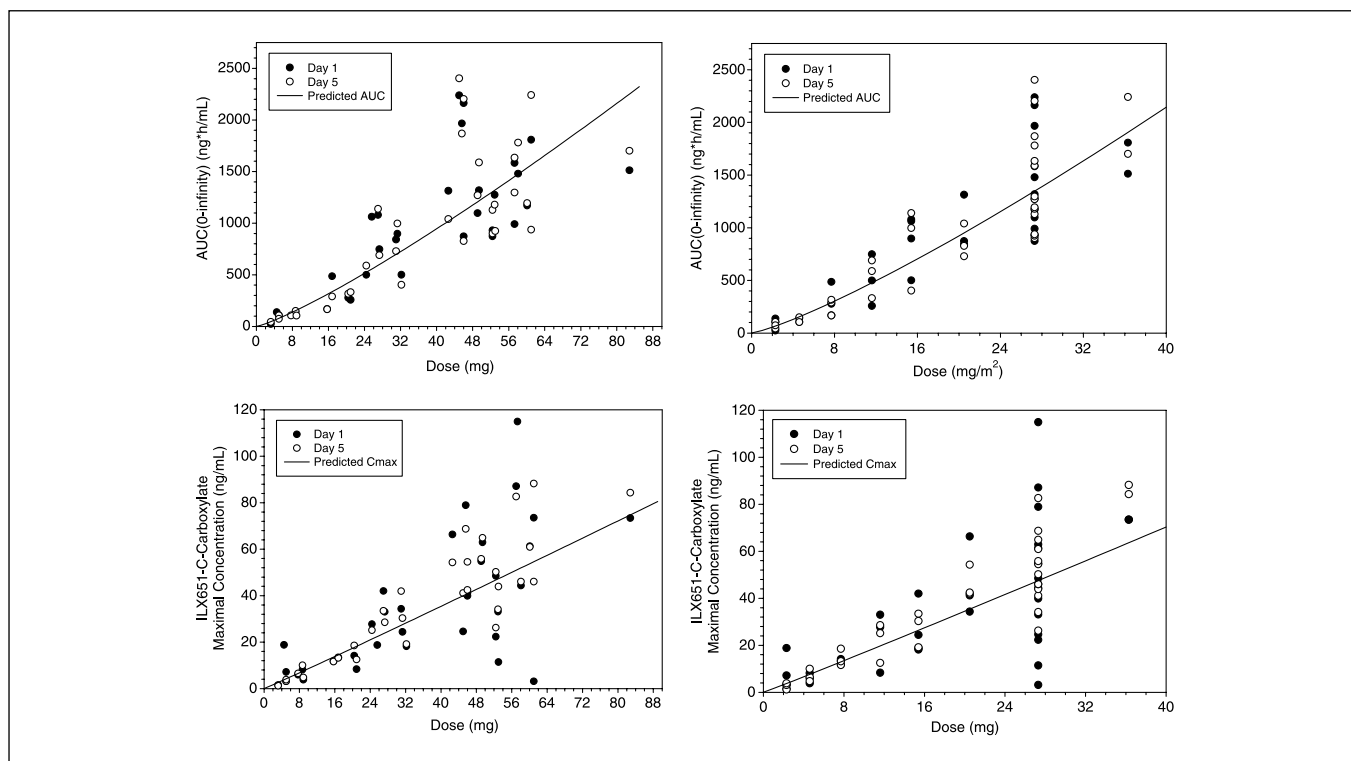 2500
2000
1500
1000
500
0
AUC(0-infinity) (ng*h/mL)
Day 1
Day 5
Predicted AUC
0 8 16 24 32 40 48 56 64 72 80 88
Dose (mg)
2500
2000
1500
1000
500
0
AUC(0-infinity) (ng*h/mL)
Day 1
Day 5
Predicted AUC
0 8 16 24 32 40
Dose (mg/m²)
120
100
80
60
40
20
0
ILX651-C-Carboxylate
Maximal Concentration (ng/mL)
Day 1
Day 5
Predicted Cmax
0 8 16 24 32 40 48 56 64 72 80 88
Dose (mg)
120
100
80
60
40
20
0
ILX651-C-Carboxylate
Maximal Concentration (ng/mL)
Day 1
Day 5
Predicted Cmax
0 8 16 24 32 40
Dose (mg)